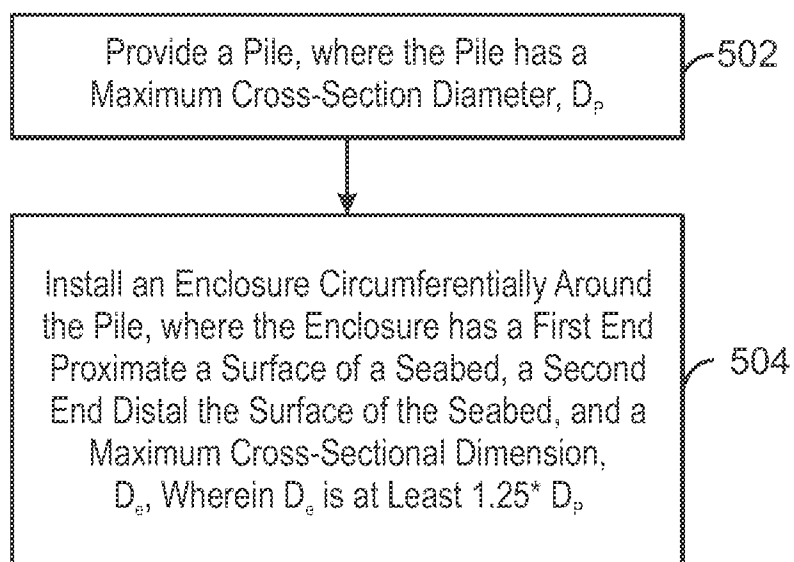 Provide a Pile, where the Pile has a
Maximum Cross-Section Diameter, Dₚ
502
Install an Enclosure Circumferentially Around
the Pile, where the Enclosure has a First End
Proximate a Surface of a Seabed, a Second
End Distal the Surface of the Seabed, and a
Maximum Cross-Sectional Dimension,
Dₑ, Wherein Dₑ is at Least 1.25* Dₚ
504